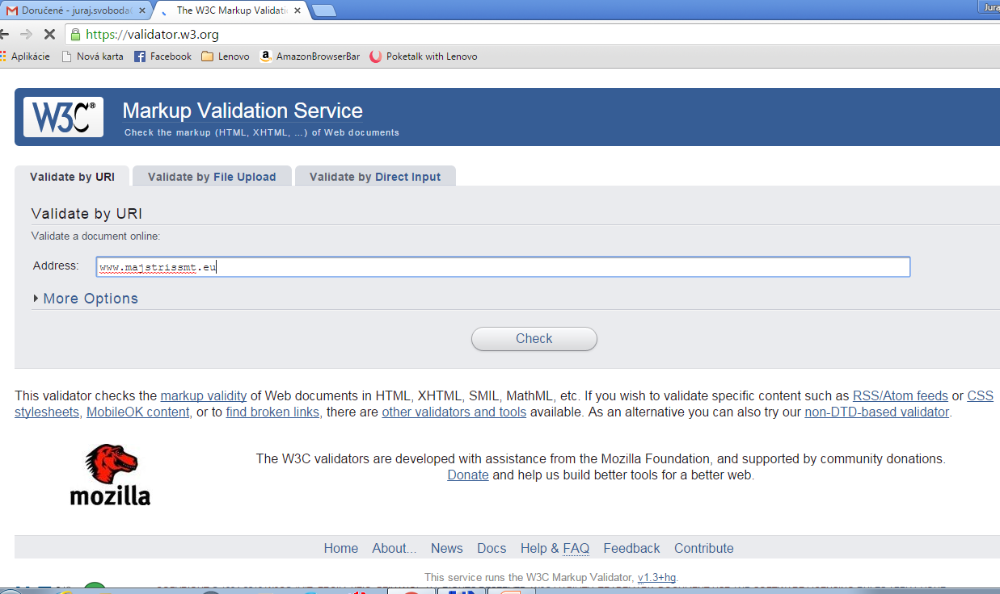 Doručené - juraj.svoboda
The W3C Markup Validatio
Jura
https://validator.w3.org
Aplikácie
Nová karta
Facebook
Lenovo
AmazonBrowserBar
Poketalk with Lenovo
W3C®
Markup Validation Service
Check the markup (HTML, XHTML, …) of Web documents
Validate by URI
Validate by File Upload
Validate by Direct Input
Validate by URI
Validate a document online:
Address:
www.majstrissmt.eu
More Options
Check
This validator checks the markup validity of Web documents in HTML, XHTML, SMIL, MathML, etc. If you wish to validate specific content such as RSS/Atom feeds or CSS
stylesheets, MobileOK content, or to find broken links, there are other validators and tools available. As an alternative you can also try our non-DTD-based validator.
mozilla
The W3C validators are developed with assistance from the Mozilla Foundation, and supported by community donations.
Donate and help us build better tools for a better web.
Home About... News Docs Help & FAQ Feedback Contribute
This service runs the W3C Markup Validator, v1.3+hg.